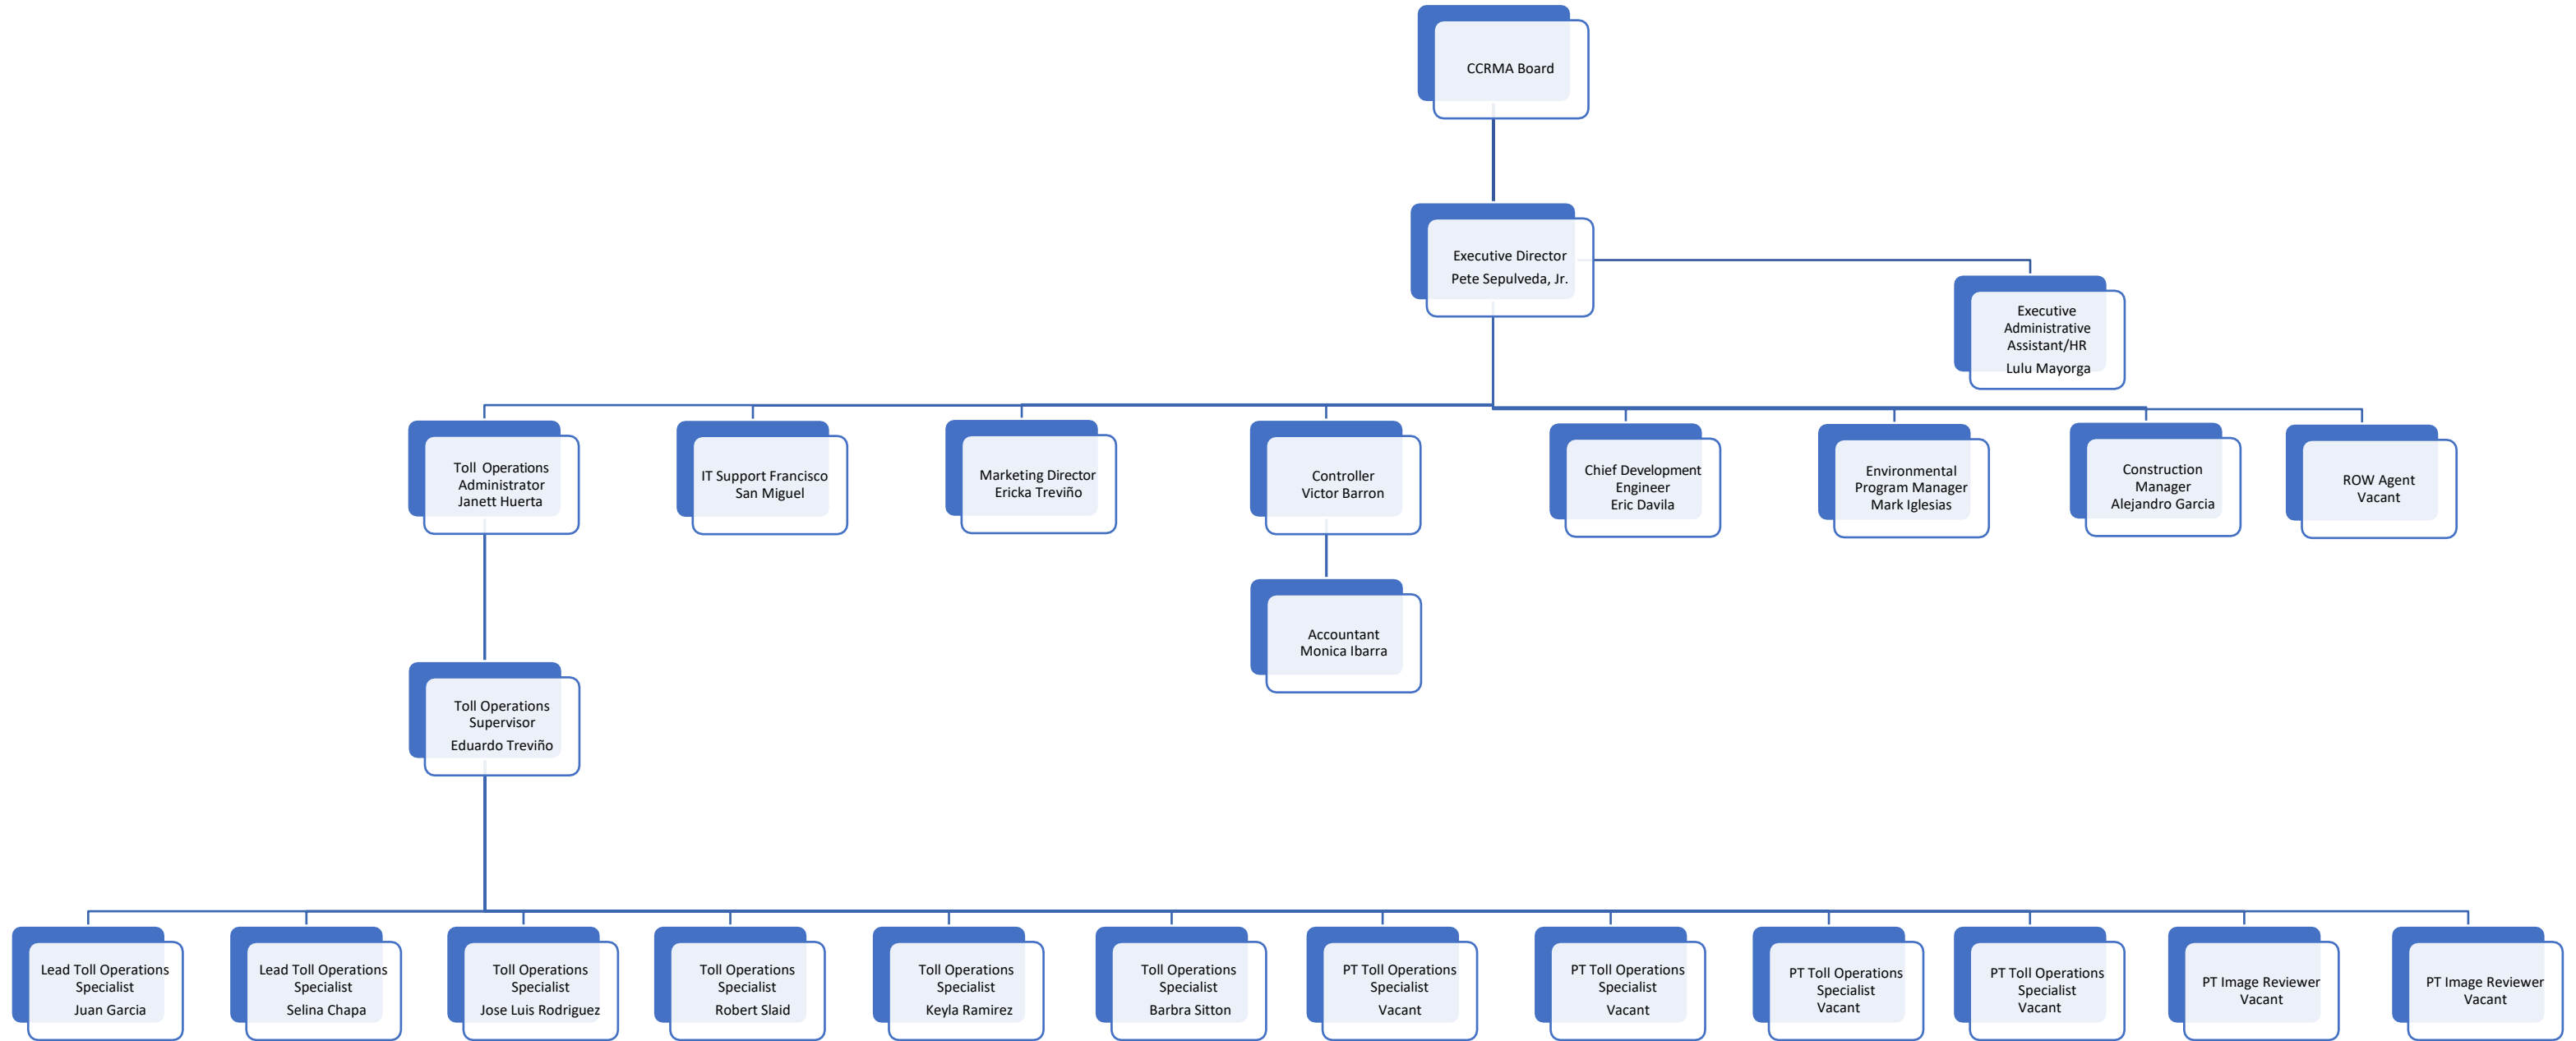 CCRMA Board
Executive Director
Pete Sepulveda, Jr.
Executive
Administrative
Assistant/HR
Lulu Mayorga
Toll Operations
Administrator
Janett Huerta
IT Support Francisco
San Miguel
Marketing Director
Ericka Treviño
Controller
Victor Barron
Chief Development
Engineer
Eric Davila
Environmental
Program Manager
Mark Iglesias
Construction
Manager
Alejandro Garcia
ROW Agent
Vacant
Accountant
Monica Ibarra
Toll Operations
Supervisor
Eduardo Treviño
Lead Toll Operations
Specialist
Juan Garcia
Lead Toll Operations
Specialist
Selina Chapa
Toll Operations
Specialist
Jose Luis Rodriguez
Toll Operations
Specialist
Robert Slaid
Toll Operations
Specialist
Keyla Ramirez
Toll Operations
Specialist
Barbra Sitton
PT Toll Operations
Specialist
Vacant
PT Toll Operations
Specialist
Vacant
PT Toll Operations
Specialist
Vacant
PT Toll Operations
Specialist
Vacant
PT Image Reviewer
Vacant
PT Image Reviewer
Vacant